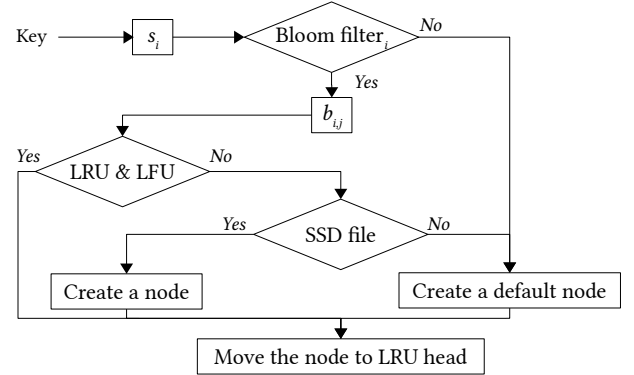 Key
s_i
Bloom filter_i
No
Yes
b_{i,j}
Yes
LRU & LFU
No
Yes
SSD file
No
Create a node
Create a default node
Move the node to LRU head